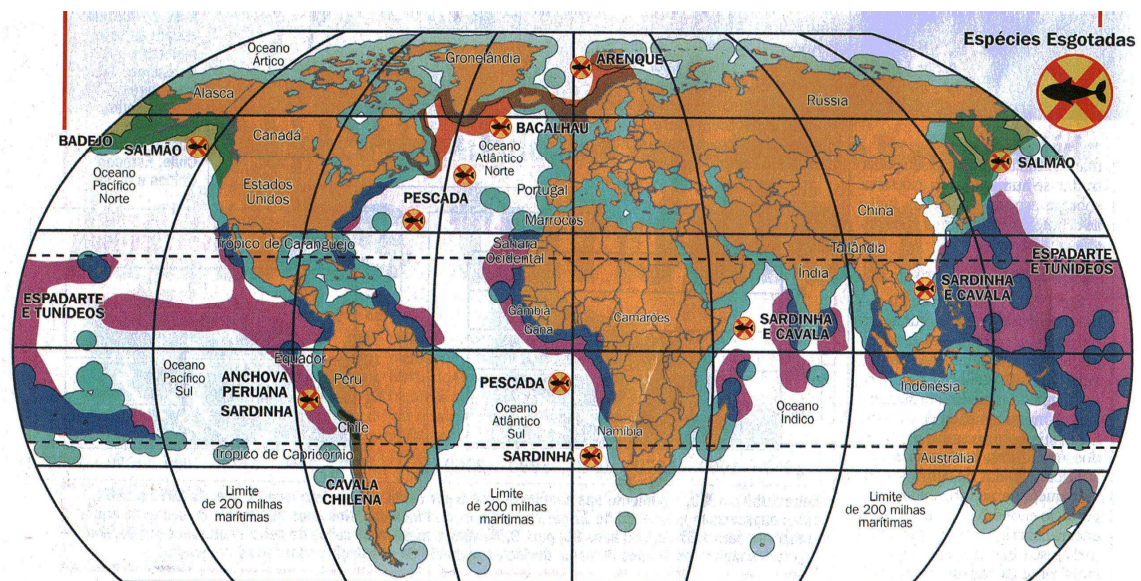 Espécies Esgotadas
Oceano
Ártico
Gronelândia
ARENQUE
Alasca
Rússia
BADEJO
SALMÃO
Canadá
BACALHAU
Oceano
Atlântico
Norte
SALMÃO
Oceano
Pacífico
Norte
Estados
Unidos
PESCADA
Portugal
Marrocos
China
Trópico de Caranguejo
Sahara
Ocidental
Tailândia
Índia
ESPADARTE
E TUNÍDEOS
ESPADARTE
E TUNÍDEOS
SARDINHA
E CAVALA
Gâmbia
Gana
Camarões
SARDINHA
E CAVALA
Equador
Oceano
Pacífico
Sul
ANCHOVA
PERUANA
SARDINHA
Peru
PESCADA
Oceano
Atlântico
Sul
Oceano
Índico
Indonésia
Chile
Namíbia
Trópico de Capricórnio
SARDINHA
Austrália
CAVALA
CHILENA
Limite
de 200 milhas
marítimas
Limite
de 200 milhas
marítimas
Limite
de 200 milhas
marítimas